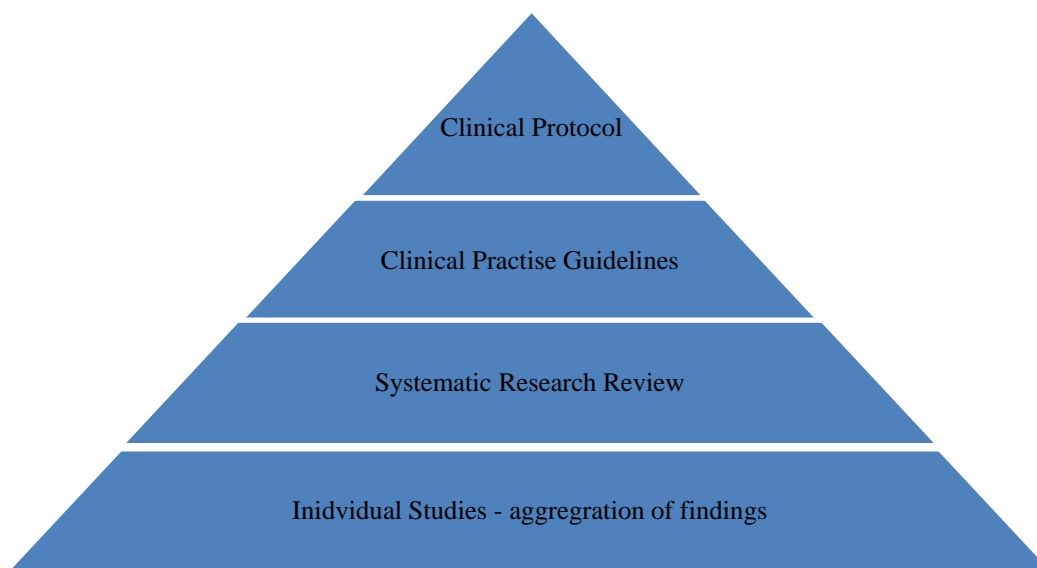 Clinical Protocol
Clinical Practise Guidelines
Systematic Research Review
Inidvidual Studies - aggregration of findings